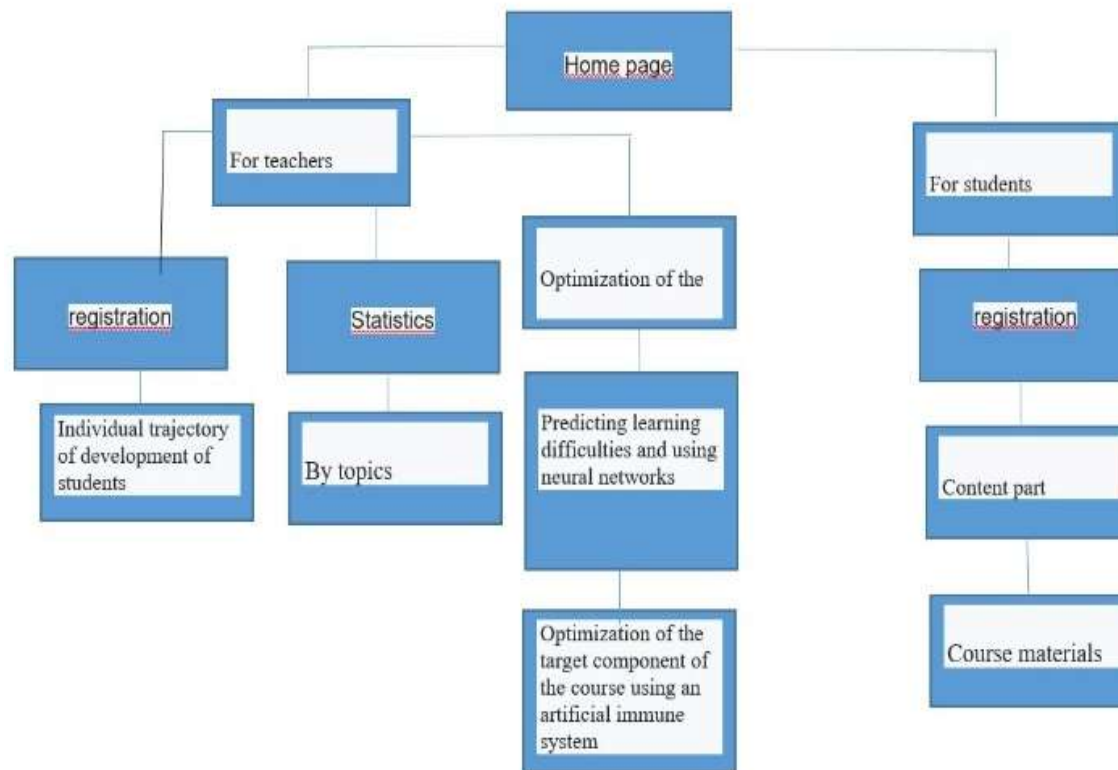 Home page
For teachers
For students
registration
Statistics
Optimization of the
registration
Individual trajectory
of development of
students
By topics
Predicting learning
difficulties and using
neural networks
Content part
Optimization of the
target component of
the course using an
artificial immune
system
Course materials